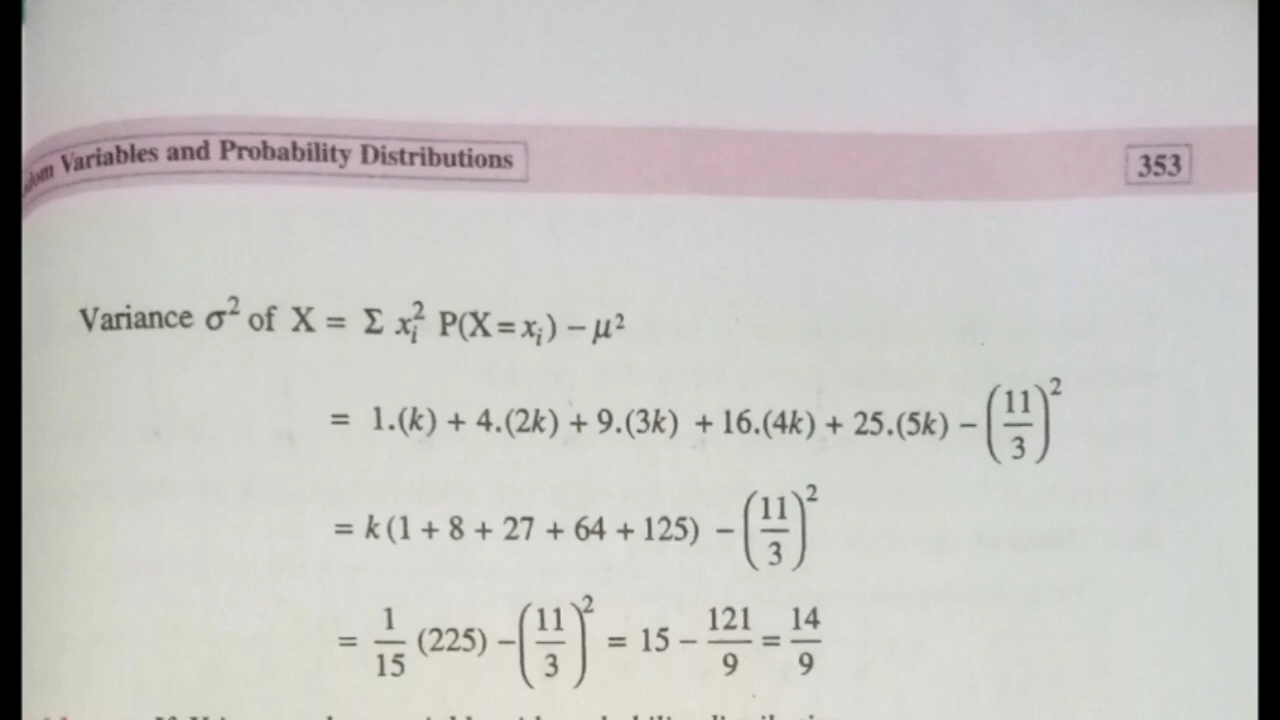 Variables and Probability Distributions
353
Variance σ² of X = Σ xᵢ² P(X=xᵢ) – μ²
= 1.(k) + 4.(2k) + 9.(3k) + 16.(4k) + 25.(5k) – (11/3)²
= k (1 + 8 + 27 + 64 + 125) – (11/3)²
= 1/15 (225) – (11/3)² = 15 – 121/9 = 14/9